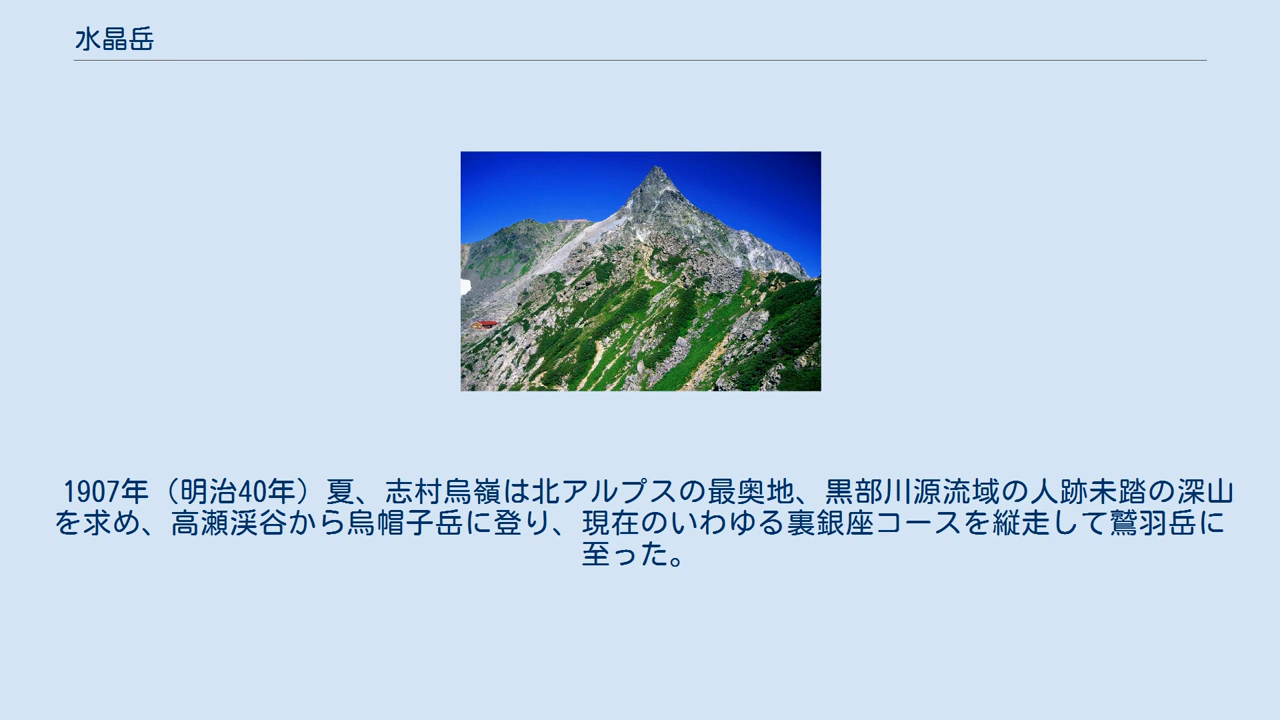 水晶岳
1907年（明治40年）夏、志村烏嶺は北アルプスの最奥地、黒部川源流域の人跡未踏の深山
を求め、高瀬渓谷から烏帽子岳に登り、現在のいわゆる裏銀座コースを縦走して鷲羽岳に
至った。